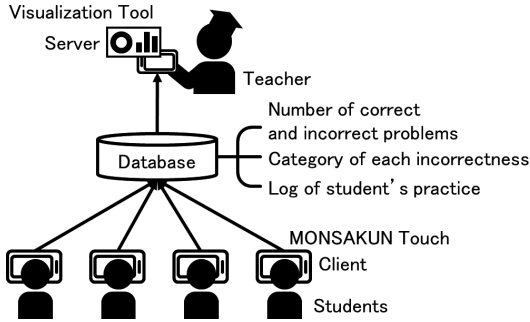 Visualization Tool
Server
Teacher
Number of correct
and incorrect problems
Database
Category of each incorrectness
Log of student's practice
MONSAKUN Touch
Client
Students